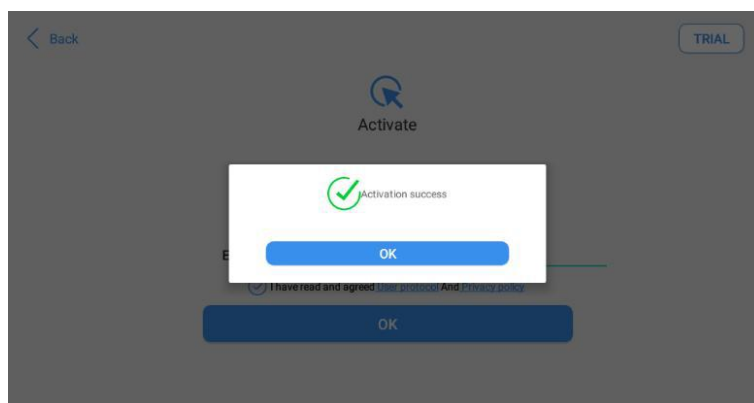 Back
TRIAL
Activate
Activation success
OK
E
I have read and agreed User protocol And Privacy policy
OK